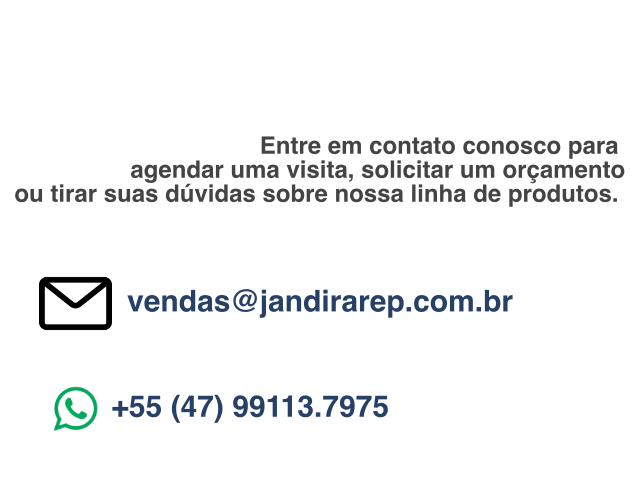 Entre em contato conosco para
agendar uma visita, solicitar um orçamento
ou tirar suas dúvidas sobre nossa linha de produtos.
vendas@jandirarep.com.br
+55 (47) 99113.7975